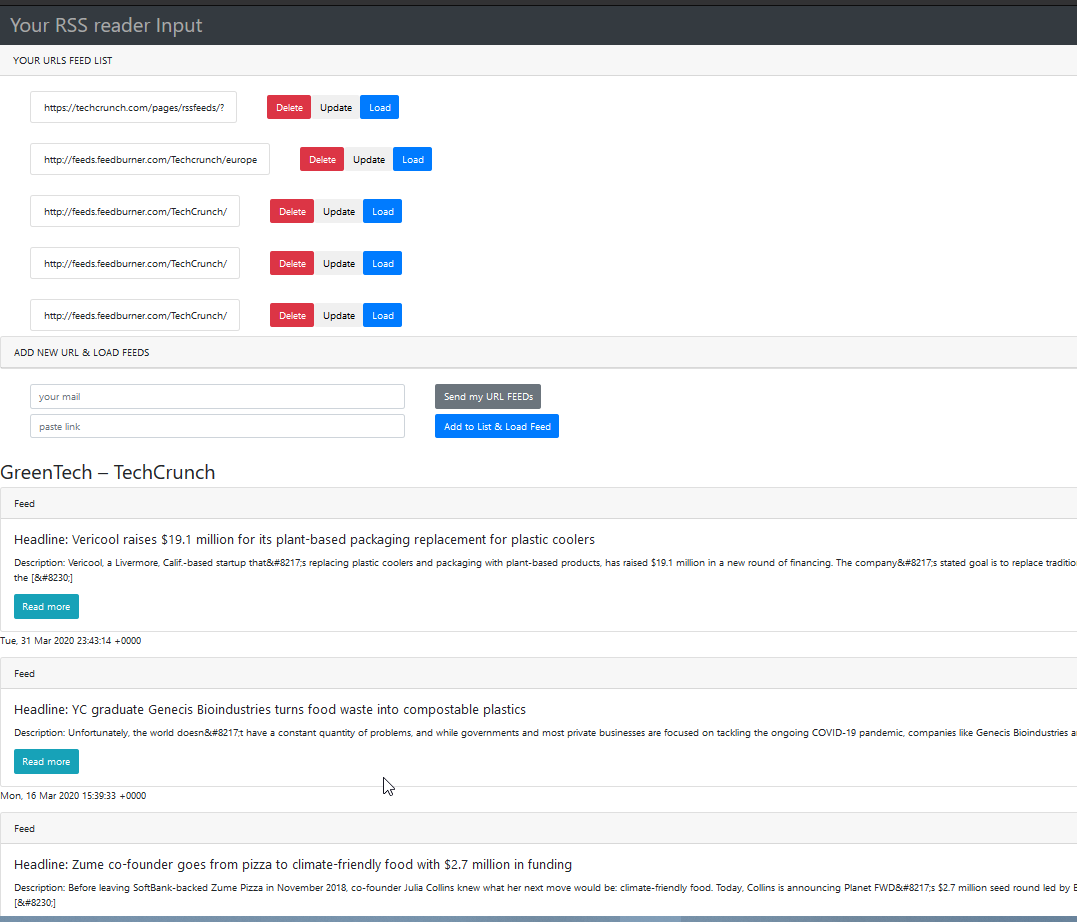 Your RSS reader Input
YOUR URLS FEED LIST
https://techcrunch.com/pages/rssfeeds/? Delete Update Load
http://feeds.feedburner.com/Techcrunch/europe Delete Update Load
http://feeds.feedburner.com/TechCrunch/ Delete Update Load
http://feeds.feedburner.com/TechCrunch/ Delete Update Load
http://feeds.feedburner.com/TechCrunch/ Delete Update Load
ADD NEW URL & LOAD FEEDS
your mail Send my URL FEEDs
paste link Add to List & Load Feed
GreenTech – TechCrunch
Feed
Headline: Vericool raises $19.1 million for its plant-based packaging replacement for plastic coolers
Description: Vericool, a Livermore, Calif.-based startup that&#8217;s replacing plastic coolers and packaging with plant-based products, has raised $19.1 million in a new round of financing. The company&#8217;s stated goal is to replace traditio
the [&#8230;]
Read more
Tue, 31 Mar 2020 23:43:14 +0000
Feed
Headline: YC graduate Genecis Bioindustries turns food waste into compostable plastics
Description: Unfortunately, the world doesn&#8217;t have a constant quantity of problems, and while governments and most private businesses are focused on tackling the ongoing COVID-19 pandemic, companies like Genecis Bioindustries a
Read more
Mon, 16 Mar 2020 15:39:33 +0000
Feed
Headline: Zume co-founder goes from pizza to climate-friendly food with $2.7 million in funding
Description: Before leaving SoftBank-backed Zume Pizza in November 2018, co-founder Julia Collins knew what her next move would be: climate-friendly food. Today, Collins is announcing Planet FWD&#8217;s $2.7 million seed round led by
[&#8230;]